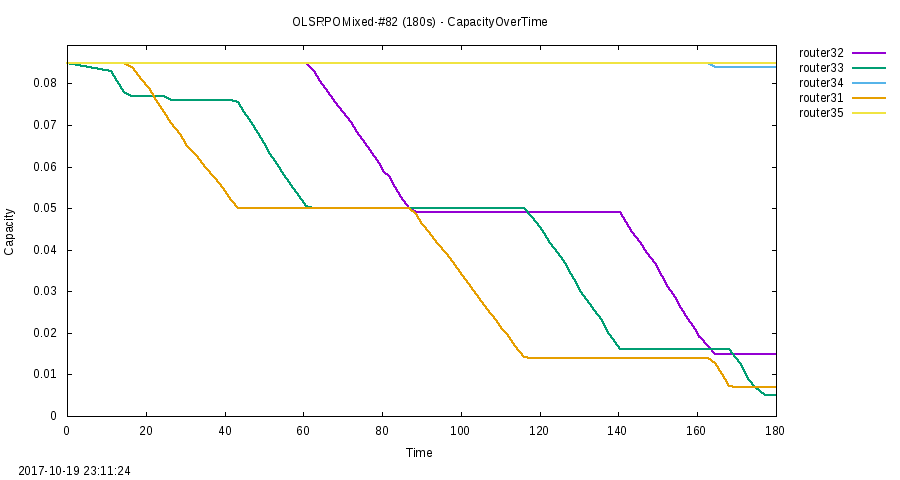 OLSRPOMixed-#82 (180s) - CapacityOverTime
router32
router33
router34
router31
router35
0.08
0.07
0.06
0.05
0.04
0.03
0.02
0.01
0
Capacity
0 20 40 60 80 100 120 140 160 180
Time
2017-10-19 23:11:24